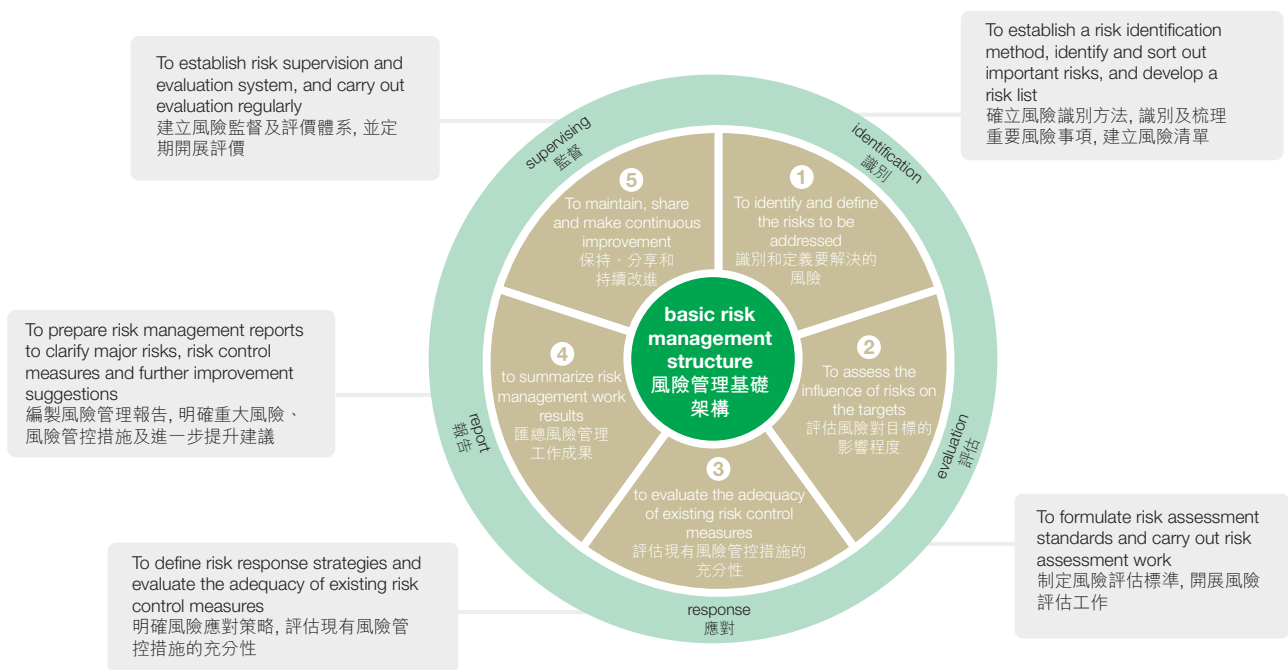 To establish risk supervision and
evaluation system, and carry out
evaluation regularly
建立風險監督及評價體系, 並定
期開展評價
To establish a risk identification
method, identify and sort out
important risks, and develop a
risk list
確立風險識別方法, 識別及梳理
重要風險事項, 建立風險清單
supervising
監督
identification
識別
5
To maintain, share
and make continuous
improvement
保持、分享和
持續改進
1
To identify and define
the risks to be
addressed
識別和定義要解決的
風險
basic risk
management
structure
風險管理基礎
架構
To prepare risk management reports
to clarify major risks, risk control
measures and further improvement
suggestions
編製風險管理報告, 明確重大風險、
風險管控措施及進一步提升建議
4
to summarize risk
management work
results
匯總風險管理
工作成果
2
To assess the
influence of risks on
the targets
評估風險對目標的
影響程度
report
報告
evaluation
評估
3
to evaluate the adequacy
of existing risk control
measures
評估現有風險管控措施的
充分性
To formulate risk assessment
standards and carry out risk
assessment work
制定風險評估標準, 開展風險
評估工作
To define risk response strategies and
evaluate the adequacy of existing risk
control measures
明確風險應對策略, 評估現有風險管
控措施的充分性
response
應對